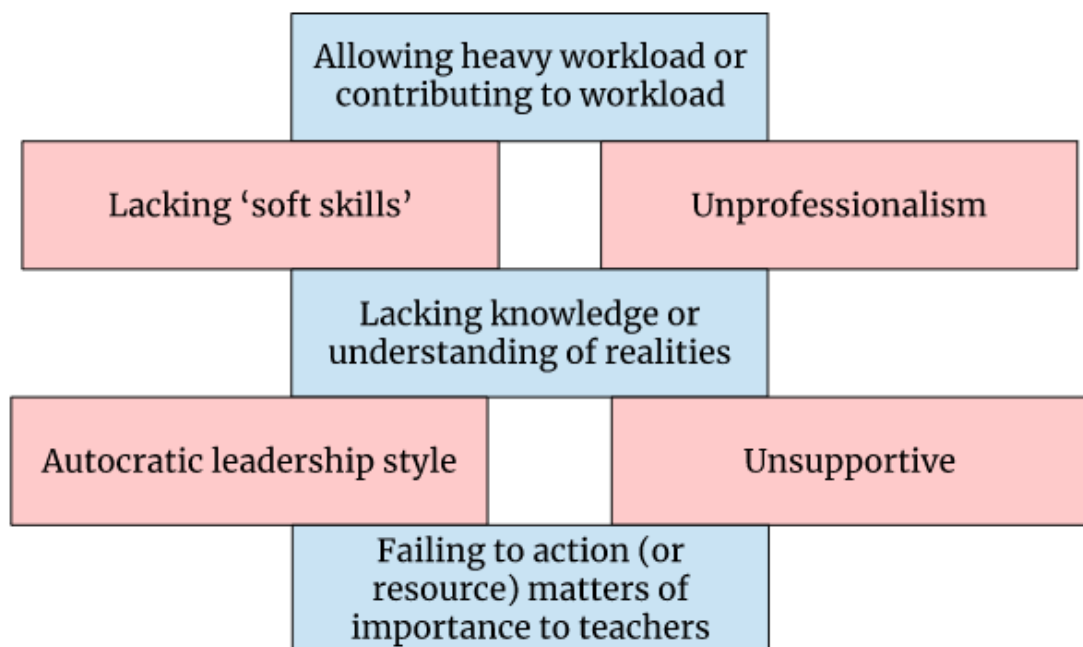 Allowing heavy workload or
contributing to workload
Lacking ‘soft skills’
Unprofessionalism
Lacking knowledge or
understanding of realities
Autocratic leadership style
Unsupportive
Failing to action (or
resource) matters of
importance to teachers